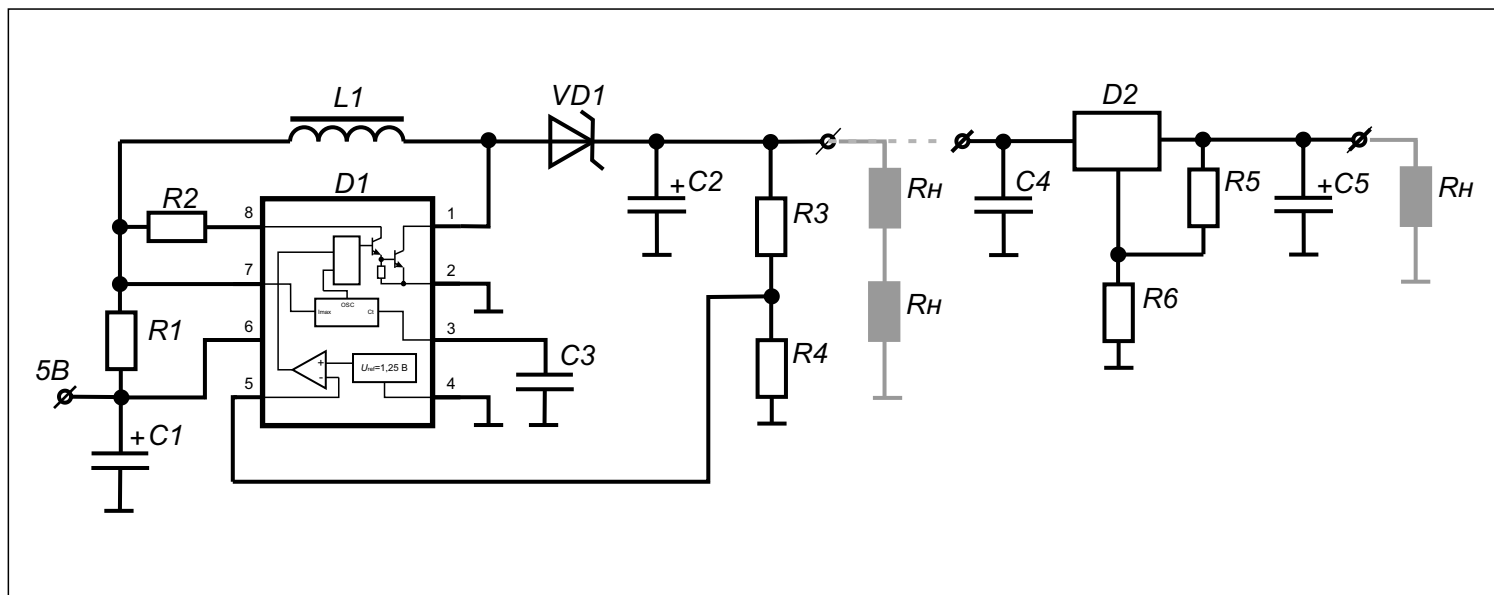 L1
VD1
D2
R2
D1
+C2
R3
Rн
C4
R5
+C5
Rн
8
1
7
2
OSC
Imax
Ct
R1
Rн
R6
6
3
5В
C3
R4
+
Uref=1,25 В
-
5
4
+C1